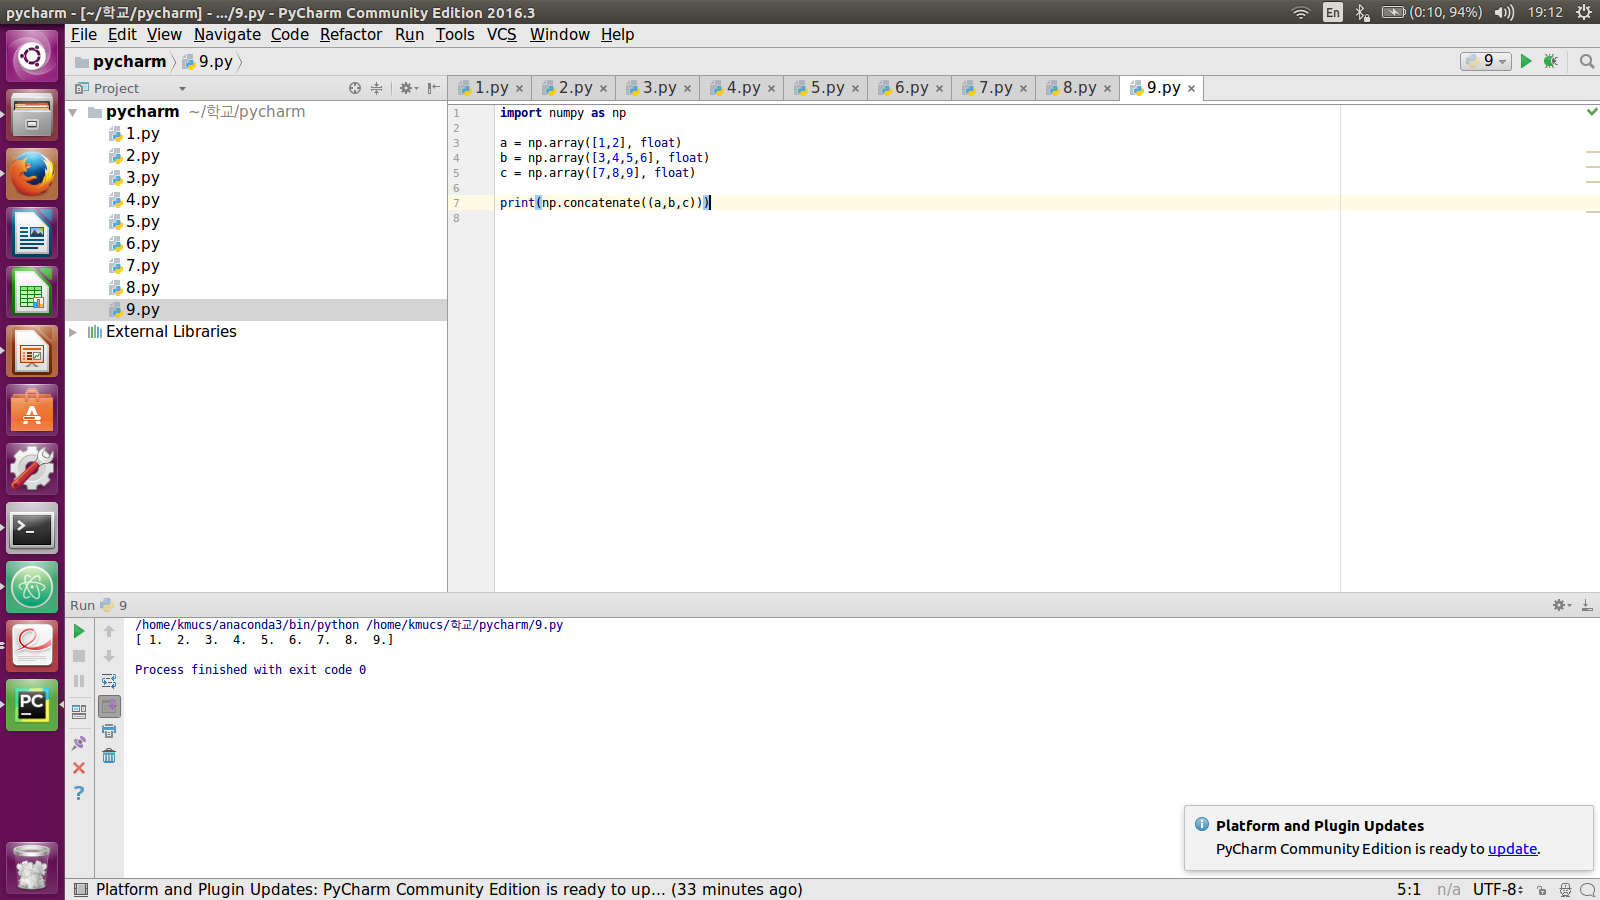 pycharm - [~/학교/pycharm] - .../9.py - PyCharm Community Edition 2016.3
En (0:10, 94%) 19:12
File Edit View Navigate Code Refactor Run Tools VCS Window Help
pycharm 9.py 9
Project
1.py 2.py 3.py 4.py 5.py 6.py 7.py 8.py 9.py
pycharm ~/학교/pycharm
1.py
2.py
3.py
4.py
5.py
6.py
7.py
8.py
9.py
External Libraries
1 import numpy as np
2
3 a = np.array([1,2], float)
4 b = np.array([3,4,5,6], float)
5 c = np.array([7,8,9], float)
6
7 print(np.concatenate((a,b,c)))
8
Run 9
/home/kmucs/anaconda3/bin/python /home/kmucs/학교/pycharm/9.py
[ 1. 2. 3. 4. 5. 6. 7. 8. 9.]
Process finished with exit code 0
PC
Platform and Plugin Updates
PyCharm Community Edition is ready to update.
Platform and Plugin Updates: PyCharm Community Edition is ready to up... (33 minutes ago)
5:1 n/a UTF-8